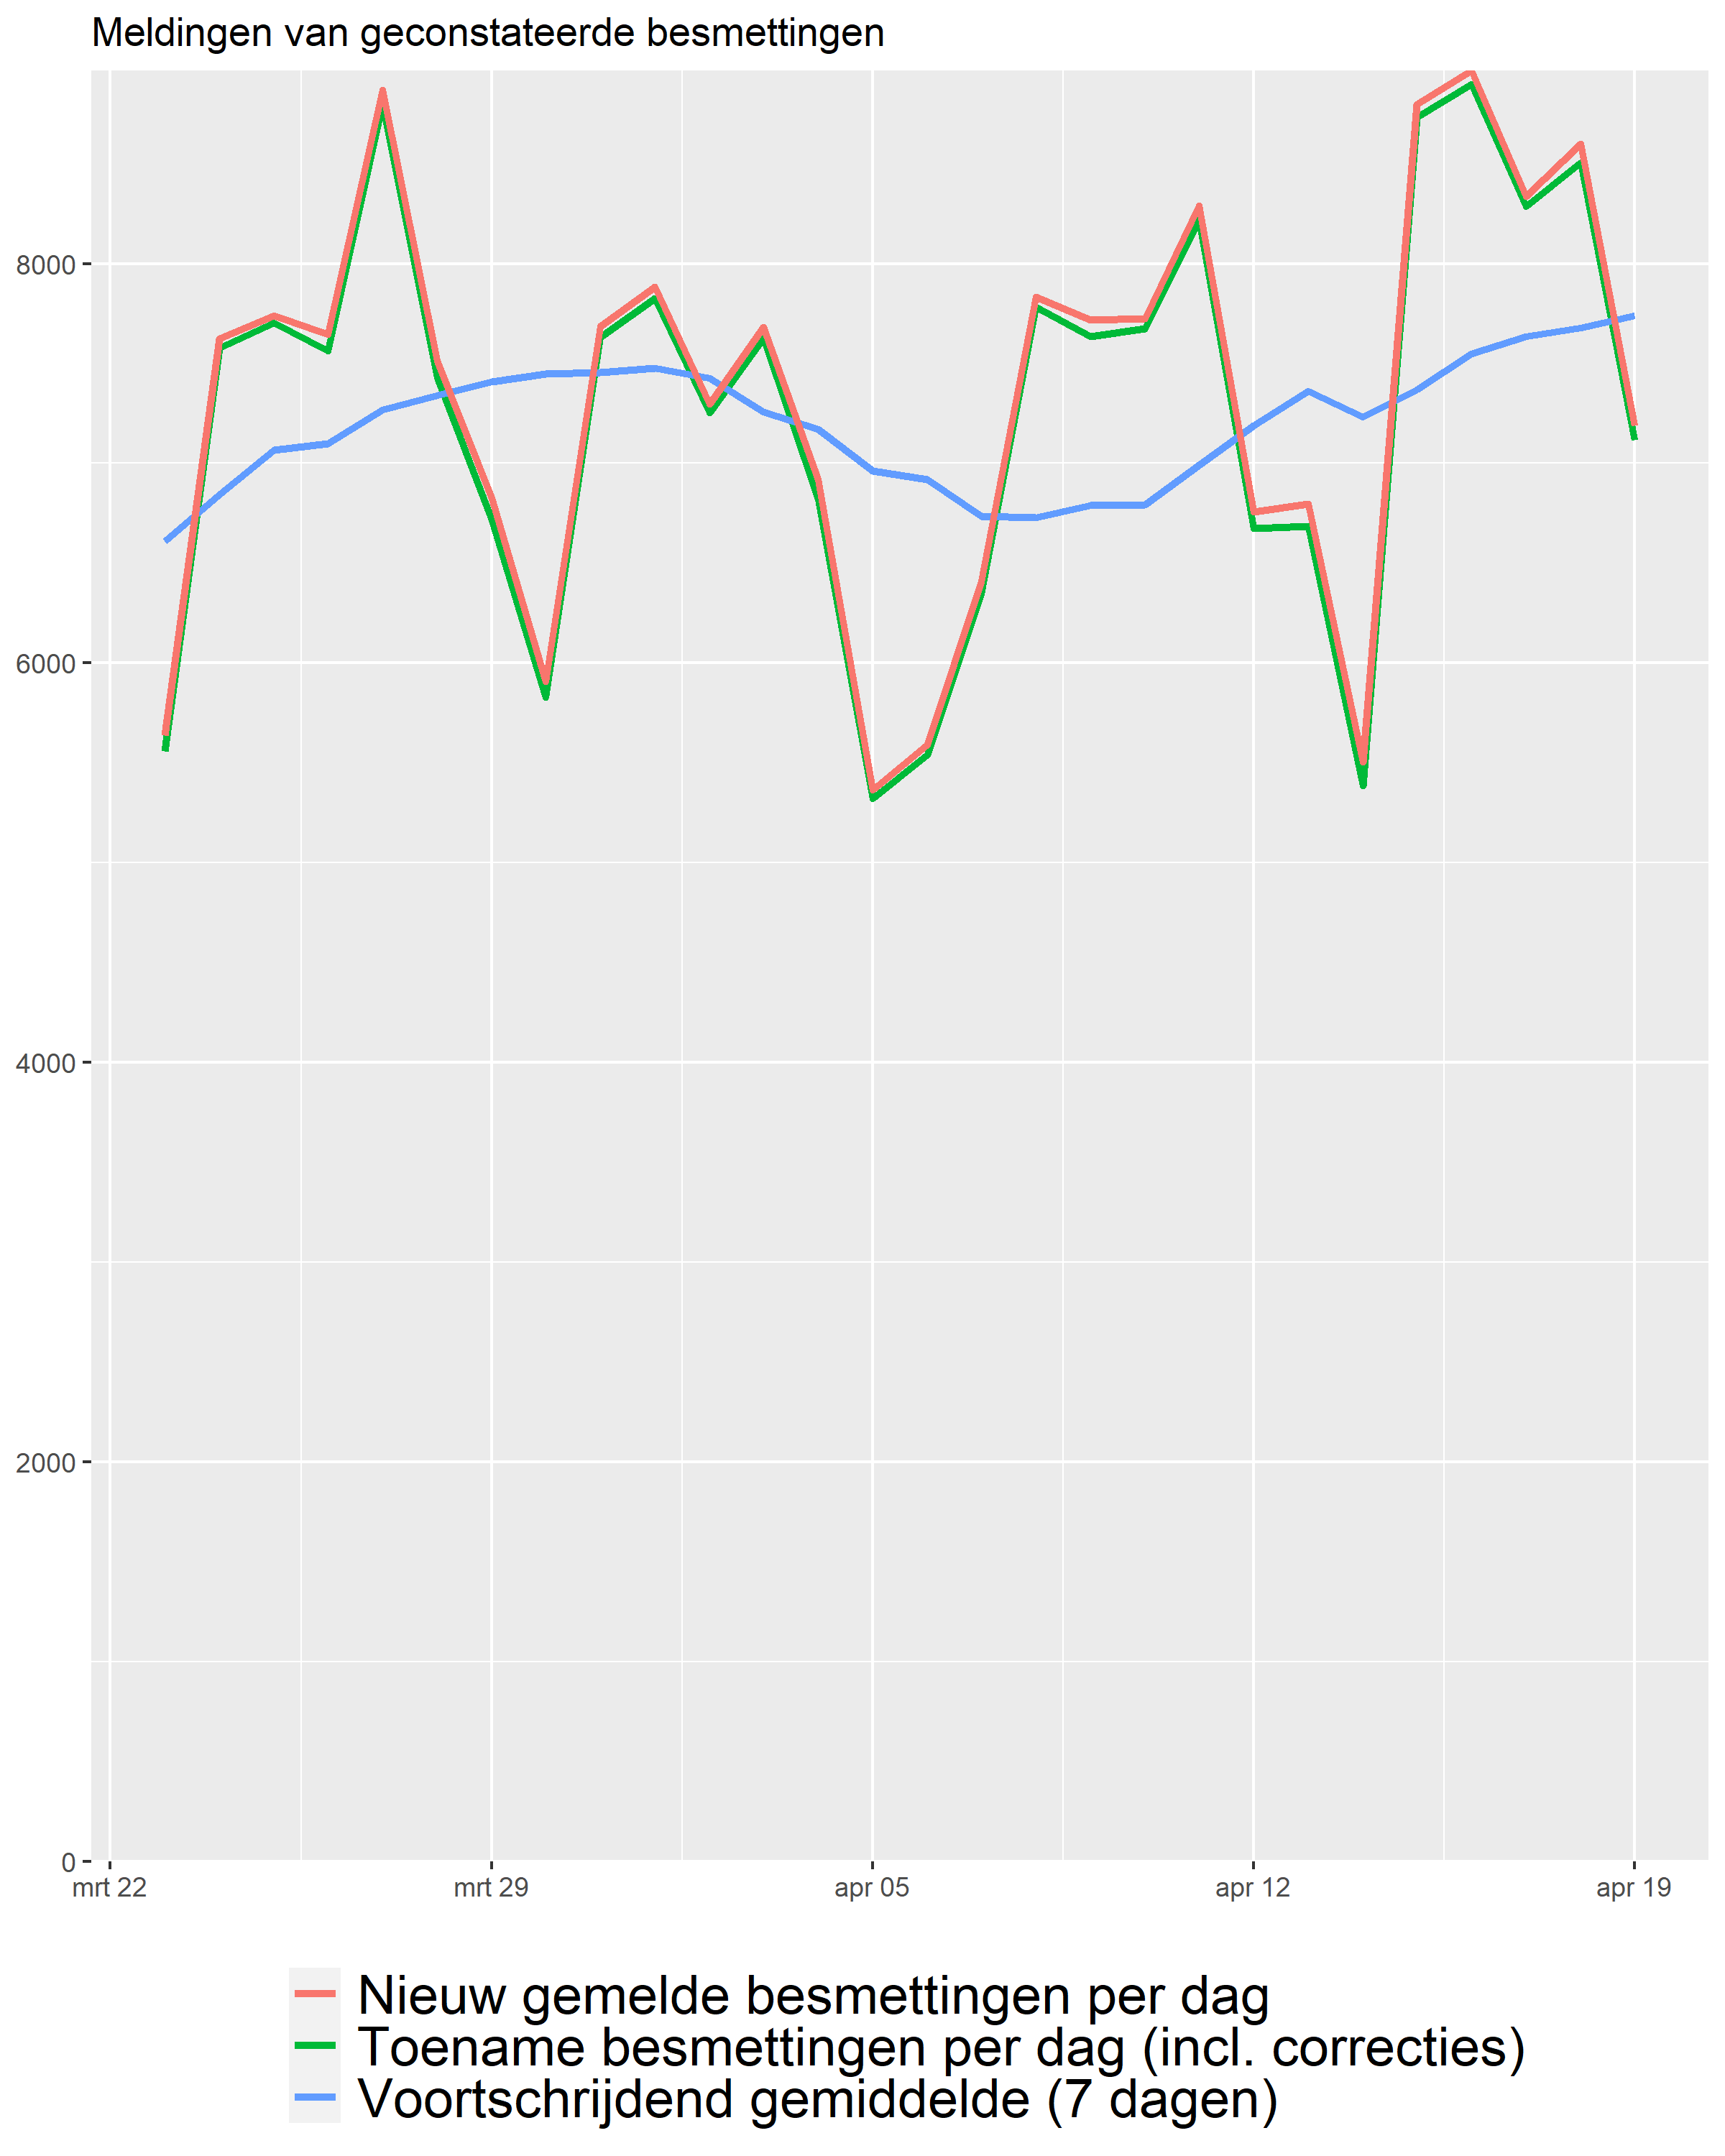 Meldingen van geconstateerde besmettingen
8000
6000
4000
2000
0
mrt 22 mrt 29 apr 05 apr 12 apr 19
Nieuw gemelde besmettingen per dag
Toename besmettingen per dag (incl. correcties)
Voortschrijdend gemiddelde (7 dagen)